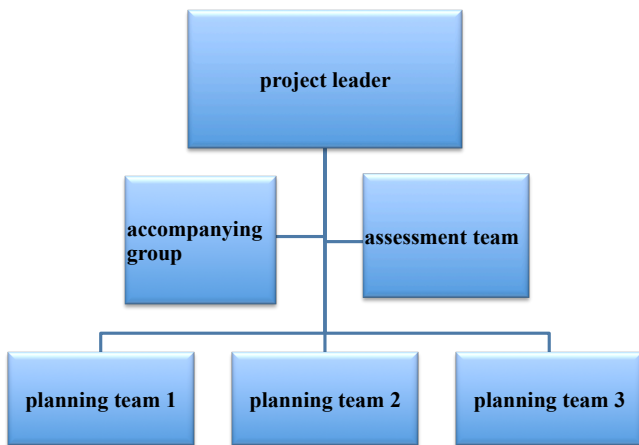 project leader
accompanying
group
assessment team
planning team 1
planning team 2
planning team 3